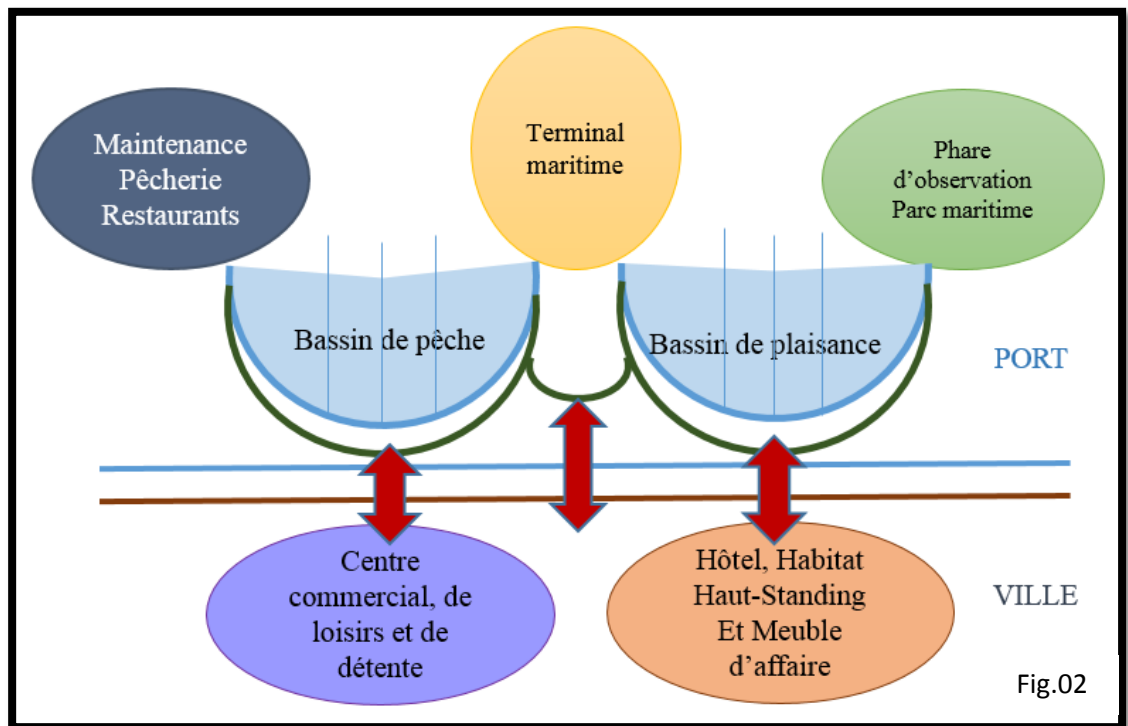 Maintenance
Pêcherie
Restaurants
Terminal
maritime
Phare
d’observation
Parc maritime
Bassin de pêche
Bassin de plaisance
PORT
Centre
commercial, de
loisirs et de
détente
Hôtel, Habitat
Haut-Standing
Et Meuble
d’affaire
VILLE
Fig.02